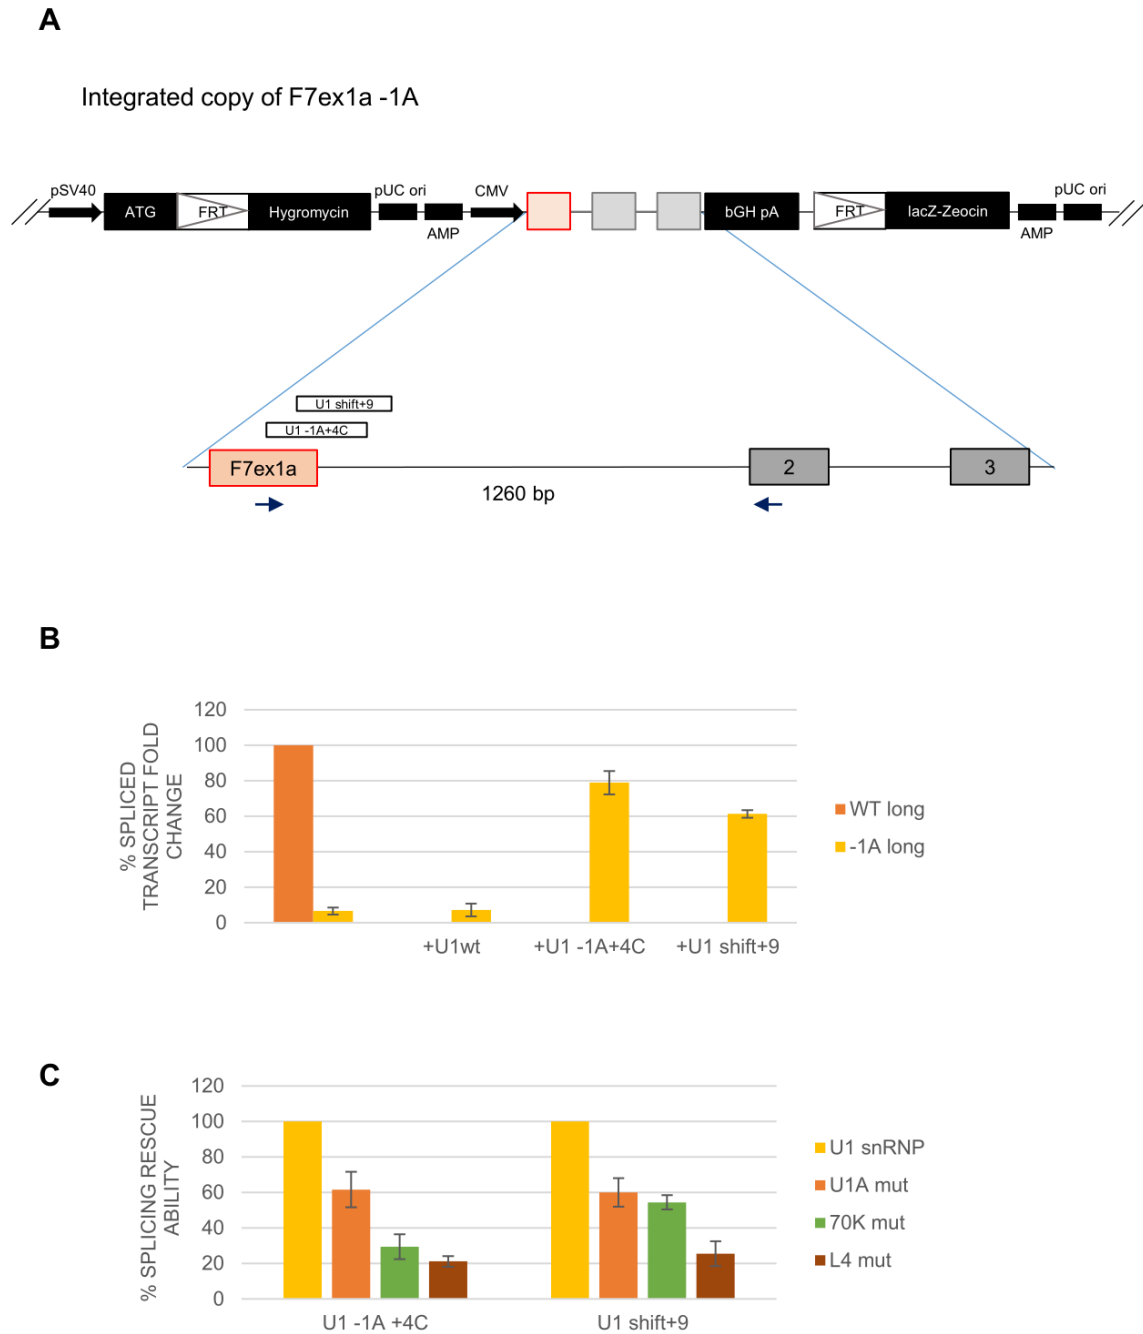 A
Integrated copy of F7ex1a -1A
pSV40
ATG
FRT
Hygromycin
pUC ori
AMP
CMV
bGH pA
FRT
lacZ-Zeocin
AMP
pUC ori
U1 shift+9
U1 -1A+4C
F7ex1a
2
3
1260 bp
B
% SPLICED
TRANSCRIPT FOLD
CHANGE
120
100
80
60
40
20
0
+U1wt
+U1 -1A+4C
+U1 shift+9
WT long
-1A long
C
% SPLICING RESCUE
ABILITY
120
100
80
60
40
20
0
U1 -1A +4C
U1 shift+9
U1 snRNP
U1A mut
70K mut
L4 mut